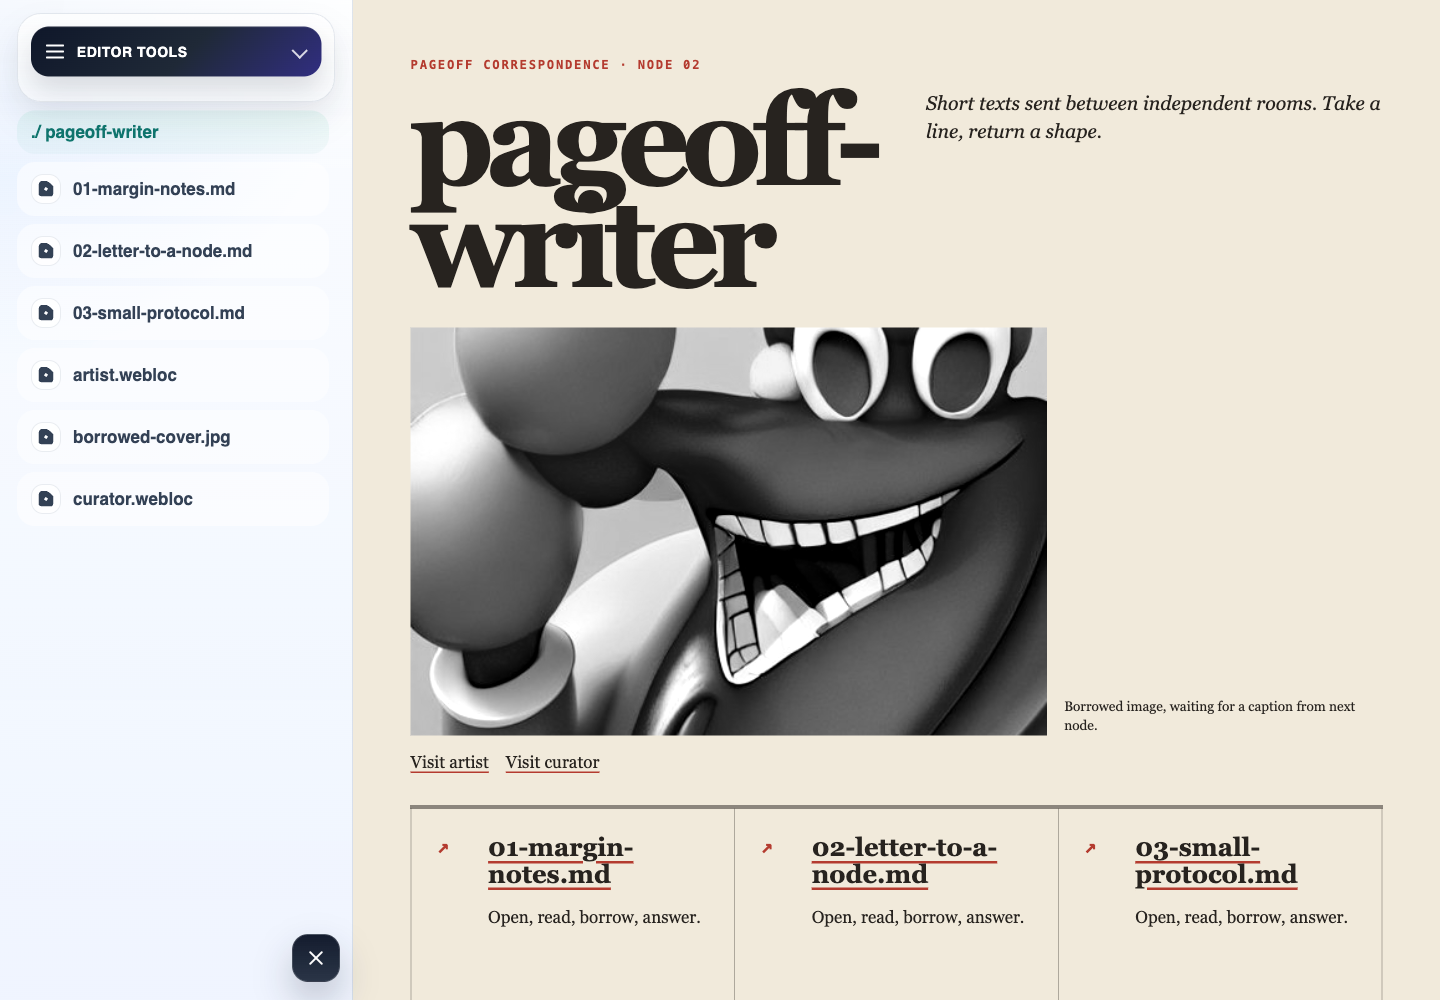 EDITOR TOOLS
./ pageoff-writer
01-margin-notes.md
02-letter-to-a-node.md
03-small-protocol.md
artist.webloc
borrowed-cover.jpg
curator.webloc
PAGEOFF CORRESPONDENCE · NODE 02
pageoff-
writer
Short texts sent between independent rooms. Take a
line, return a shape.
Borrowed image, waiting for a caption from next
node.
Visit artist Visit curator
↗ 01-margin-
notes.md
Open, read, borrow, answer.
↗ 02-letter-to-a-
node.md
Open, read, borrow, answer.
↗ 03-small-
protocol.md
Open, read, borrow, answer.